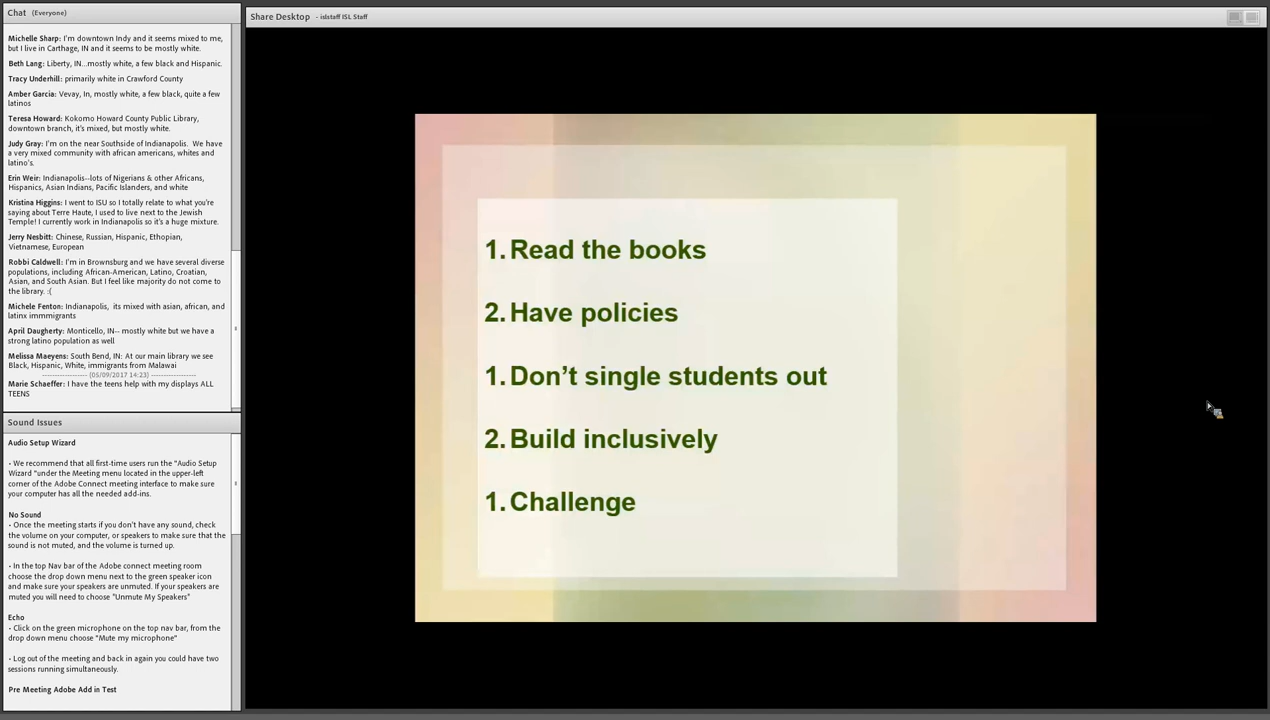 Chat (Everyone)
Michelle Sharp: I'm downtown Indy and it seems mixed to me,
but I live in Carthage, IN and it seems to be mostly white.
Beth Lang: Liberty, IN...mostly white, a few black and Hispanic.
Tracy Underhill: primarily white in Crawford County
Amber Garcia: Vevay, In, mostly white, a few black, quite a few
latinos
Teresa Howard: Kokomo Howard County Public Library,
downtown branch, it's mixed, but mostly white.
Judy Gray: I'm on the near Southside of Indianapolis. We have
a very mixed community with african americans, whites and
latino's.
Erin Weir: Indianapolis--lots of Nigerians & other Africans,
Hispanics, Asian Indians, Pacific Islanders, and white
Kristina Higgins: I went to ISU so I totally relate to what you're
saying about Terre Haute, I used to live next to the Jewish
Temple! I currently work in Indianapolis so it's a huge mixture.
Jerry Nesbitt: Chinese, Russian, Hispanic, Ethopian,
Vietnamese, European
Robbi Caldwell: I'm in Brownsburg and we have several diverse
populations, including African-American, Latino, Croatian,
Asian, and South Asian. But I feel like majority do not come to
the library. :(
Michele Fenton: Indianapolis, its mixed with asian, african, and
latinx immmigrants
April Daugherty: Monticello, IN-- mostly white but we have a
strong latino population as well
Melissa Maeyens: South Bend, IN: At our main library we see
Black, Hispanic, White, immigrants from Malawai
------------------ (05/09/2017 14:23) ------------------
Marie Schaeffer: I have the teens help with my displays ALL
TEENS
Sound Issues
Audio Setup Wizard
• We recommend that all first-time users run the "Audio Setup
Wizard "under the Meeting menu located in the upper-left
corner of the Adobe Connect meeting interface to make sure
your computer has all the needed add-ins.
No Sound
• Once the meeting starts if you don't have any sound, check
the volume on your computer, or speakers to make sure that the
sound is not muted, and the volume is turned up.
• In the top Nav bar of the Adobe connect meeting room
choose the drop down menu next to the green speaker icon
and make sure your speakers are unmuted. If your speakers are
muted you will need to choose "Unmute My Speakers"
Echo
• Click on the green microphone on the top nav bar, from the
drop down menu choose "Mute my microphone"
• Log out of the meeting and back in again you could have two
sessions running simultaneously.
Pre Meeting Adobe Add in Test
Share Desktop - islstaff ISL Staff
1. Read the books
2. Have policies
1. Don't single students out
2. Build inclusively
1. Challenge